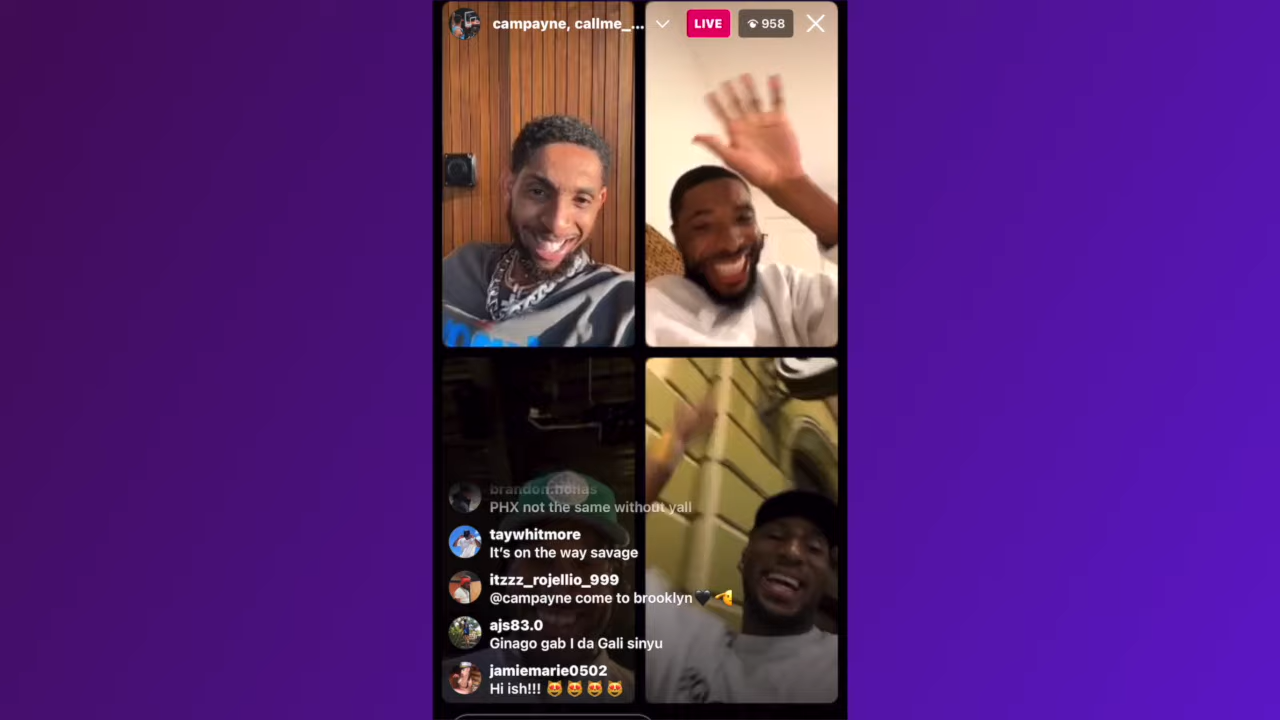 campayne, callme_...
LIVE
958
brandon.hollas
PHX not the same without yall
taywhitmore
It's on the way savage
itzzz_rojellio_999
@campayne come to brooklyn🖤🫶
ajs83.0
Ginago gab I da Gali sinyu
jamiemarie0502
Hi ish!!! 😻😻😻😻